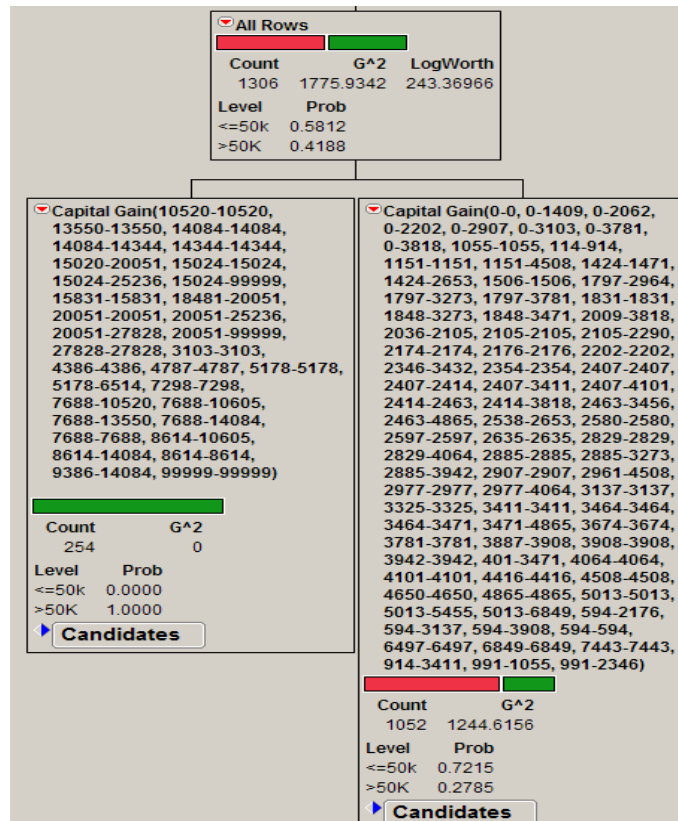 All Rows
Count G^2 LogWorth
1306 1775.9342 243.36966
Level Prob
<=50k 0.5812
>50K 0.4188
Capital Gain(10520-10520,
13550-13550, 14084-14084,
14084-14344, 14344-14344,
15020-20051, 15024-15024,
15024-25236, 15024-99999,
15831-15831, 18481-20051,
20051-20051, 20051-25236,
20051-27828, 20051-99999,
27828-27828, 3103-3103,
4386-4386, 4787-4787, 5178-5178,
5178-6514, 7298-7298,
7688-10520, 7688-10605,
7688-13550, 7688-14084,
7688-7688, 8614-10605,
8614-14084, 8614-8614,
9386-14084, 99999-99999)
Count G^2
254 0
Level Prob
<=50k 0.0000
>50K 1.0000
Candidates
Capital Gain(0-0, 0-1409, 0-2062,
0-2202, 0-2907, 0-3103, 0-3781,
0-3818, 1055-1055, 114-914,
1151-1151, 1151-4508, 1424-1471,
1424-2653, 1506-1506, 1797-2964,
1797-3273, 1797-3781, 1831-1831,
1848-3273, 1848-3471, 2009-3818,
2036-2105, 2105-2105, 2105-2290,
2174-2174, 2176-2176, 2202-2202,
2346-3432, 2354-2354, 2407-2407,
2407-2414, 2407-3411, 2407-4101,
2414-2463, 2414-3818, 2463-3456,
2463-4865, 2538-2653, 2580-2580,
2597-2597, 2635-2635, 2829-2829,
2829-4064, 2885-2885, 2885-3273,
2885-3942, 2907-2907, 2961-4508,
2977-2977, 2977-4064, 3137-3137,
3325-3325, 3411-3411, 3464-3464,
3464-3471, 3471-4865, 3674-3674,
3781-3781, 3887-3908, 3908-3908,
3942-3942, 401-3471, 4064-4064,
4101-4101, 4416-4416, 4508-4508,
4650-4650, 4865-4865, 5013-5013,
5013-5455, 5013-6849, 594-2176,
594-3137, 594-3908, 594-594,
6497-6497, 6849-6849, 7443-7443,
914-3411, 991-1055, 991-2346)
Count G^2
1052 1244.6156
Level Prob
<=50k 0.7215
>50K 0.2785
Candidates